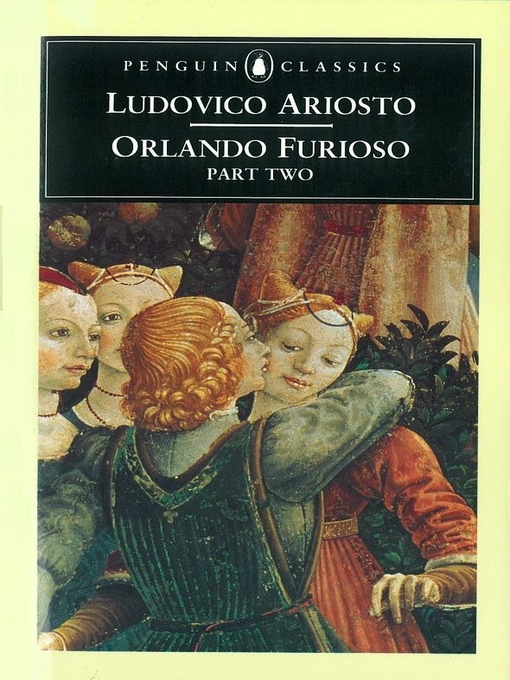 PENGUIN CLASSICS
LUDOVICO ARIOSTO
ORLANDO FURIOSO
PART TWO